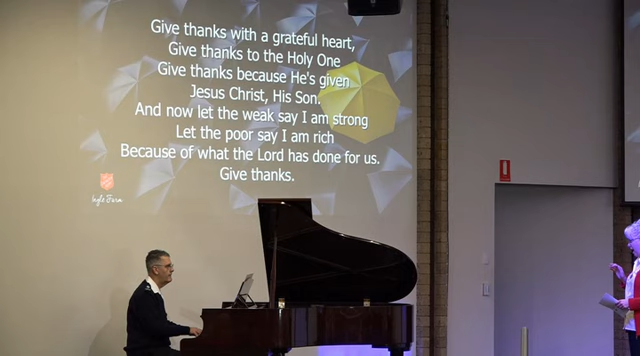 Give thanks with a grateful heart,
Give thanks to the Holy One
Give thanks because He's given
Jesus Christ, His Son.
And now let the weak say I am strong
Let the poor say I am rich
Because of what the Lord has done for us.
Give thanks.
Ingle Farm